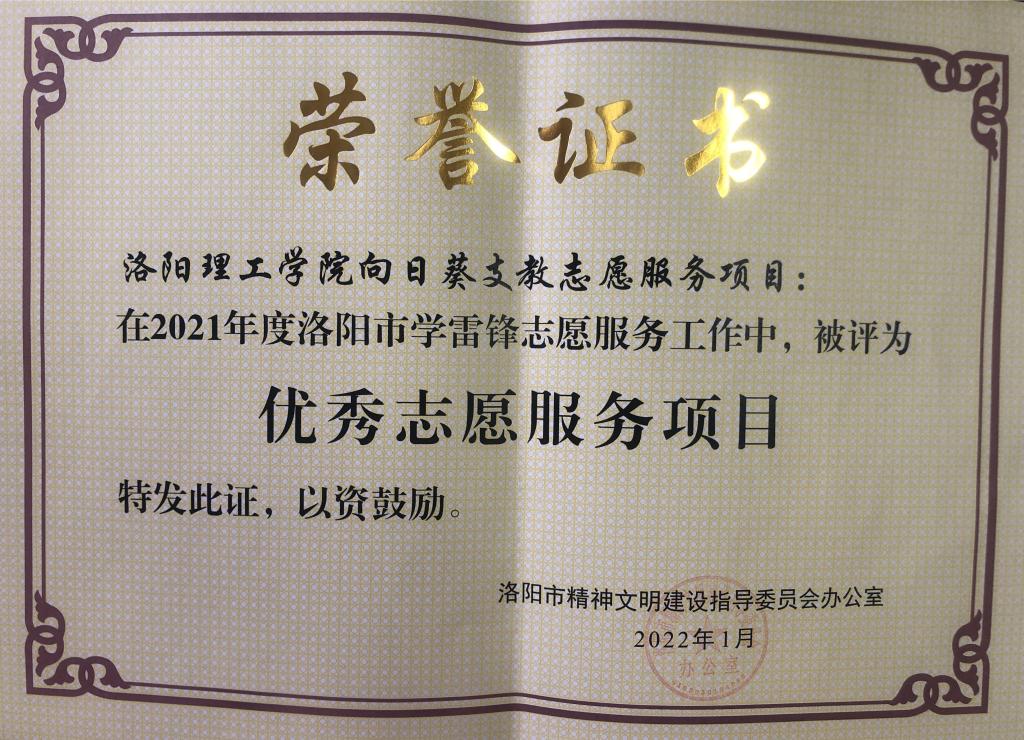 荣誉证书
洛阳理工学院向日葵支教志愿服务项目：
在2021年度洛阳市学雷锋志愿服务工作中，被评为
优秀志愿服务项目
特发此证，以资鼓励。
洛阳市精神文明建设指导委员会办公室
2022年1月
办公室